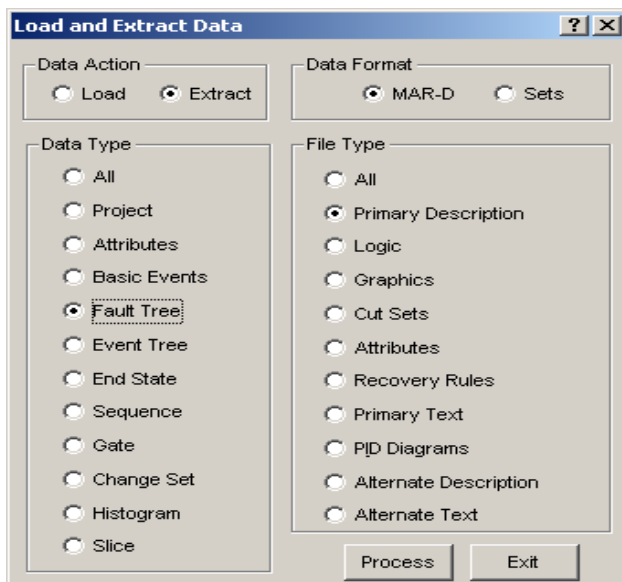 Load and Extract Data
? X
Data Action
Load Extract
Data Format
MAR-D Sets
Data Type
All
Project
Attributes
Basic Events
Fault Tree
Event Tree
End State
Sequence
Gate
Change Set
Histogram
Slice
File Type
All
Primary Description
Logic
Graphics
Cut Sets
Attributes
Recovery Rules
Primary Text
PID Diagrams
Alternate Description
Alternate Text
Process Exit